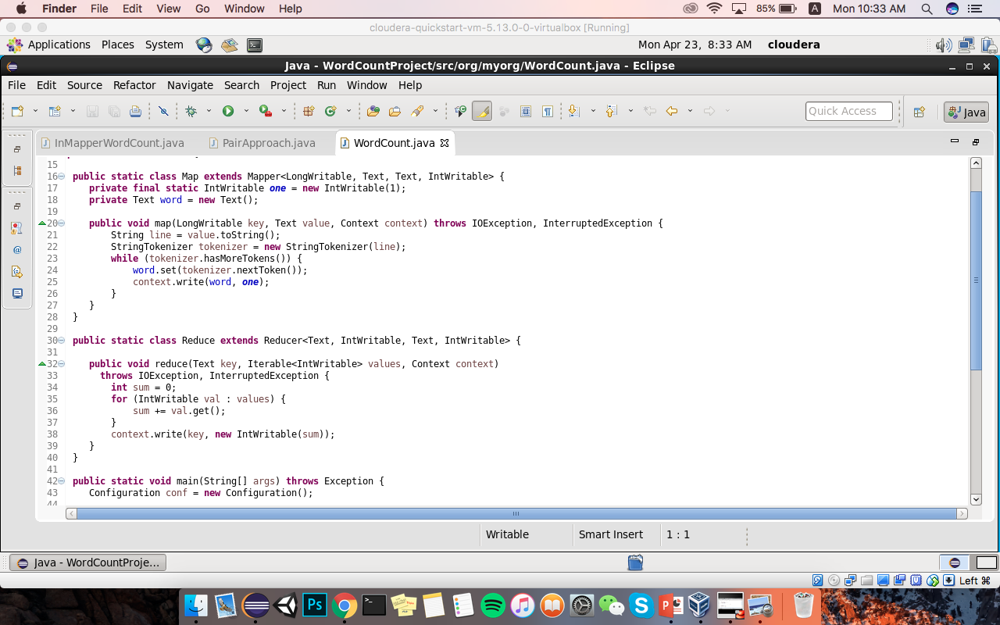 Finder File Edit View Go Window Help 85% A Mon 10:33 AM
cloudera-quickstart-vm-5.13.0-0-virtualbox [Running]
Applications Places System Mon Apr 23, 8:33 AM cloudera
Java - WordCountProject/src/org/myorg/WordCount.java - Eclipse
File Edit Source Refactor Navigate Search Project Run Window Help
Quick Access Java
InMapperWordCount.java PairApproach.java WordCount.java
15
16 public static class Map extends Mapper<LongWritable, Text, Text, IntWritable> {
17 private final static IntWritable one = new IntWritable(1);
18 private Text word = new Text();
19
20 public void map(LongWritable key, Text value, Context context) throws IOException, InterruptedException {
21 String line = value.toString();
22 StringTokenizer tokenizer = new StringTokenizer(line);
23 while (tokenizer.hasMoreTokens()) {
24 word.set(tokenizer.nextToken());
25 context.write(word, one);
26 }
27 }
28 }
29
30 public static class Reduce extends Reducer<Text, IntWritable, Text, IntWritable> {
31
32 public void reduce(Text key, Iterable<IntWritable> values, Context context)
33 throws IOException, InterruptedException {
34 int sum = 0;
35 for (IntWritable val : values) {
36 sum += val.get();
37 }
38 context.write(key, new IntWritable(sum));
39 }
40 }
41
42 public static void main(String[] args) throws Exception {
43 Configuration conf = new Configuration();
44
Writable Smart Insert 1 : 1
Java - WordCountProje...
Left ⌘
Ps